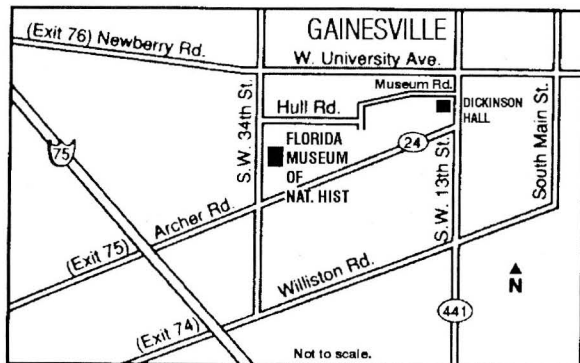 GAINESVILLE
(Exit 76) Newberry Rd.
W. University Ave.
Museum Rd.
Hull Rd.
DICKINSON
HALL
S.W. 34th St.
FLORIDA
MUSEUM
OF
NAT. HIST
24
S.W. 13th St.
South Main St.
75
(Exit 75) Archer Rd.
(Exit 74) Williston Rd.
N
441
Not to scale.